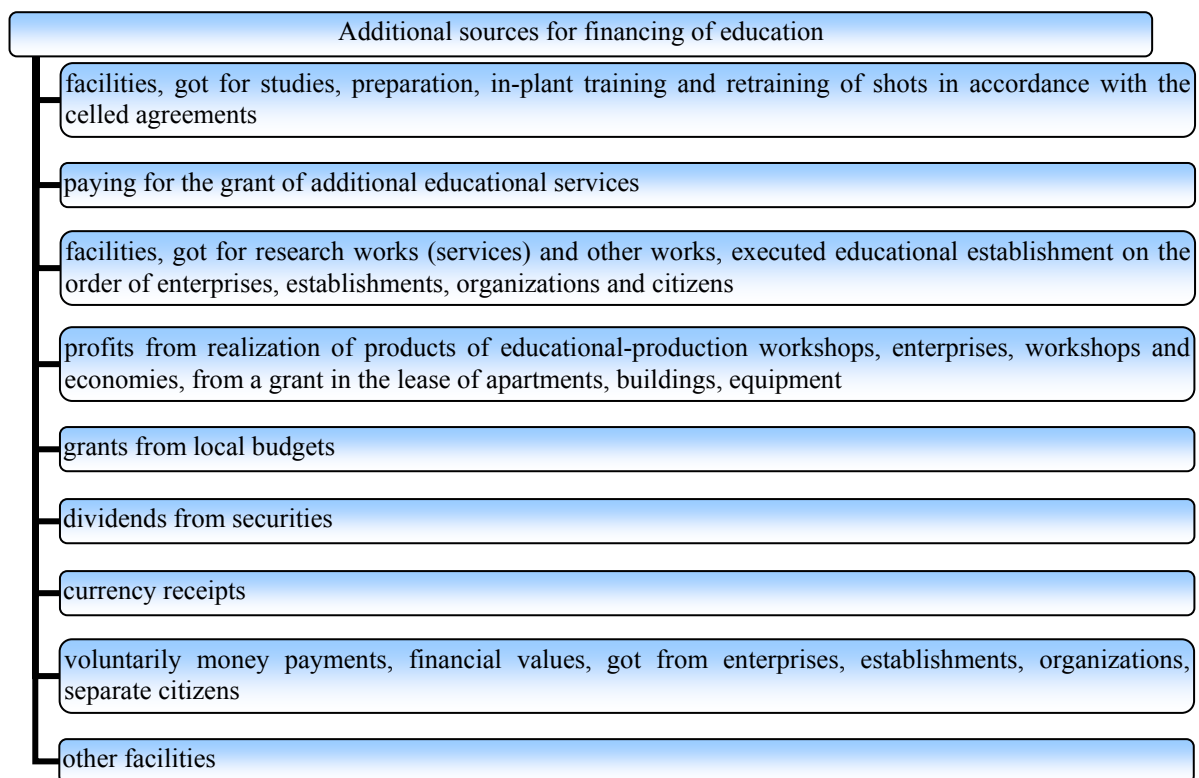 Additional sources for financing of education
facilities, got for studies, preparation, in-plant training and retraining of shots in accordance with the
celled agreements
paying for the grant of additional educational services
facilities, got for research works (services) and other works, executed educational establishment on the
order of enterprises, establishments, organizations and citizens
profits from realization of products of educational-production workshops, enterprises, workshops and
economies, from a grant in the lease of apartments, buildings, equipment
grants from local budgets
dividends from securities
currency receipts
voluntarily money payments, financial values, got from enterprises, establishments, organizations,
separate citizens
other facilities